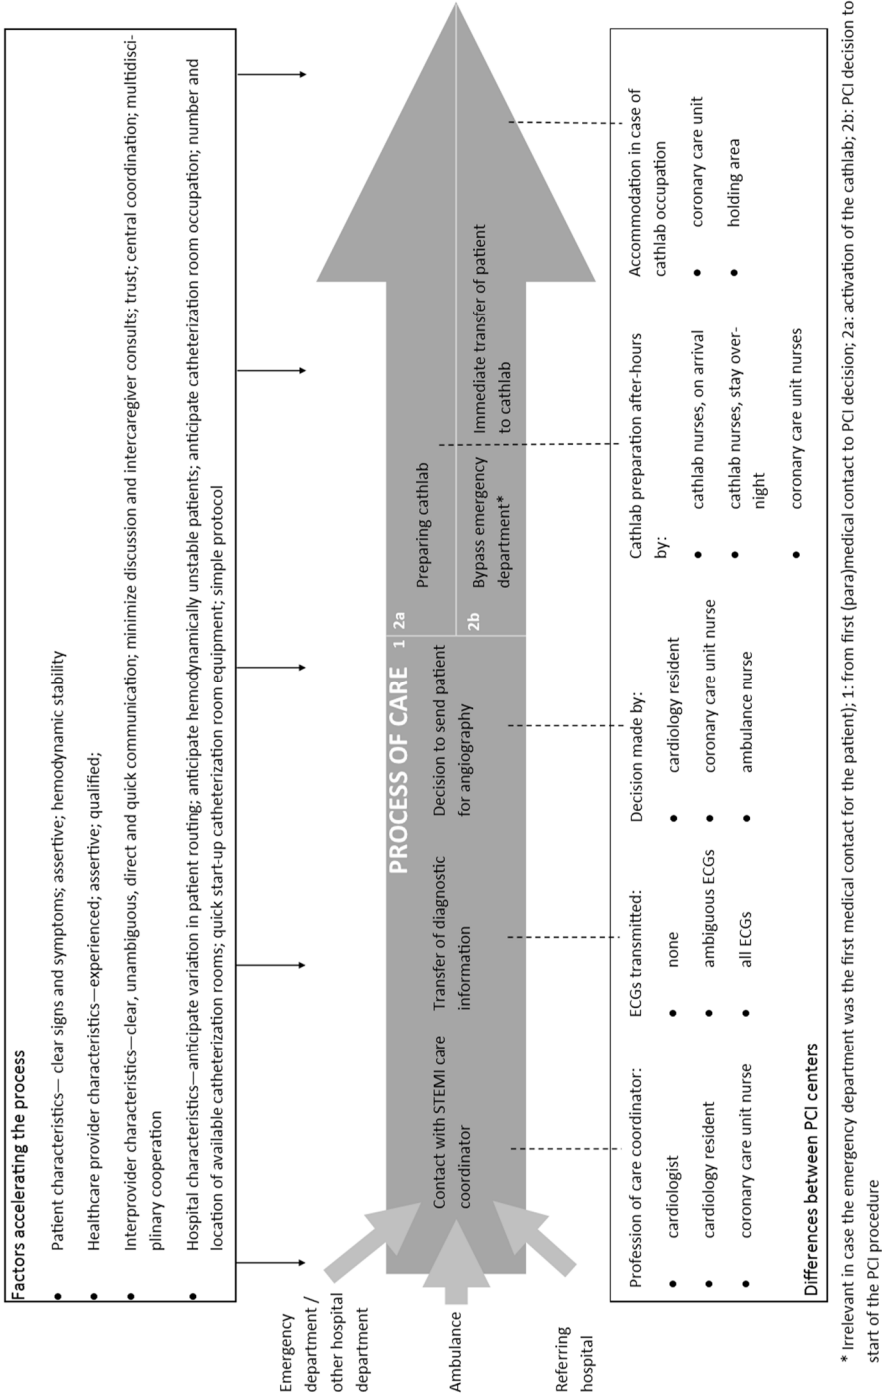 Factors accelerating the process
• Patient characteristics— clear signs and symptoms; assertive; hemodynamic stability
• Healthcare provider characteristics—experienced; assertive; qualified;
• Interprovider characteristics—clear, unambiguous, direct and quick communication; minimize discussion and intercaregiver consults; trust; central coordination; multidisci-
plinary cooperation
• Hospital characteristics—anticipate variation in patient routing; anticipate hemodynamically unstable patients; anticipate catheterization room occupation; number and
location of available catheterization rooms; quick start-up catheterization room equipment; simple protocol
Emergency
department /
other hospital
department
Ambulance
Referring
hospital
PROCESS OF CARE
1
2a
2b
Contact with STEMI care
coordinator
Transfer of diagnostic
information
Decision to send patient
for angiography
Preparing cathlab
Bypass emergency
department*
Immediate transfer of patient
to cathlab
Profession of care coordinator:
• cardiologist
• cardiology resident
• coronary care unit nurse
ECGs transmitted:
• none
• ambiguous ECGs
• all ECGs
Decision made by:
• cardiology resident
• coronary care unit nurse
• ambulance nurse
Cathlab preparation after-hours
by:
• cathlab nurses, on arrival
• cathlab nurses, stay over-
night
• coronary care unit nurses
Accommodation in case of
cathlab occupation
• coronary care unit
• holding area
Differences between PCI centers
* Irrelevant in case the emergency department was the first medical contact for the patient); 1: from first (para)medical contact to PCI decision; 2a: activation of the cathlab; 2b: PCI decision to
start of the PCI procedure